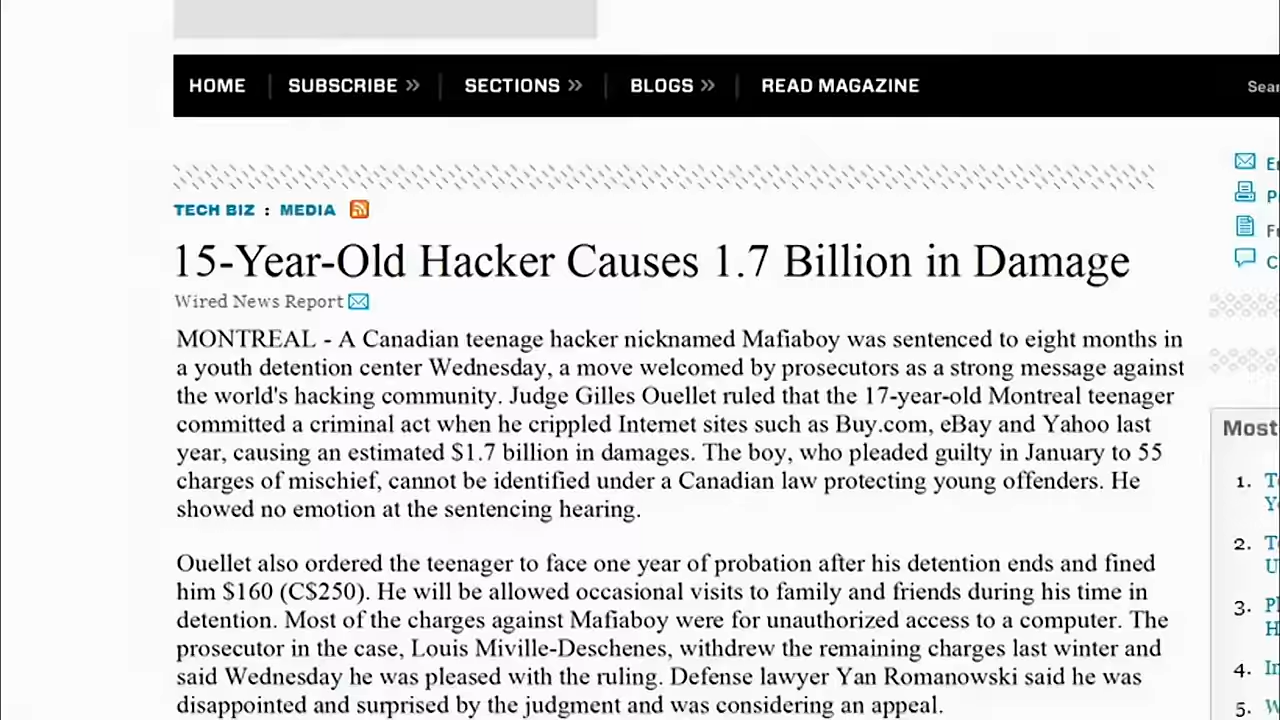 HOME SUBSCRIBE >> SECTIONS >> BLOGS >> READ MAGAZINE
TECH BIZ : MEDIA
15-Year-Old Hacker Causes 1.7 Billion in Damage
Wired News Report
MONTREAL - A Canadian teenage hacker nicknamed Mafiaboy was sentenced to eight months in
a youth detention center Wednesday, a move welcomed by prosecutors as a strong message against
the world's hacking community. Judge Gilles Ouellet ruled that the 17-year-old Montreal teenager
committed a criminal act when he crippled Internet sites such as Buy.com, eBay and Yahoo last
year, causing an estimated $1.7 billion in damages. The boy, who pleaded guilty in January to 55
charges of mischief, cannot be identified under a Canadian law protecting young offenders. He
showed no emotion at the sentencing hearing.
Ouellet also ordered the teenager to face one year of probation after his detention ends and fined
him $160 (C$250). He will be allowed occasional visits to family and friends during his time in
detention. Most of the charges against Mafiaboy were for unauthorized access to a computer. The
prosecutor in the case, Louis Miville-Deschenes, withdrew the remaining charges last winter and
said Wednesday he was pleased with the ruling. Defense lawyer Yan Romanowski said he was
disappointed and surprised by the judgment and was considering an appeal.
Most
1.
2.
3.
4.
5.